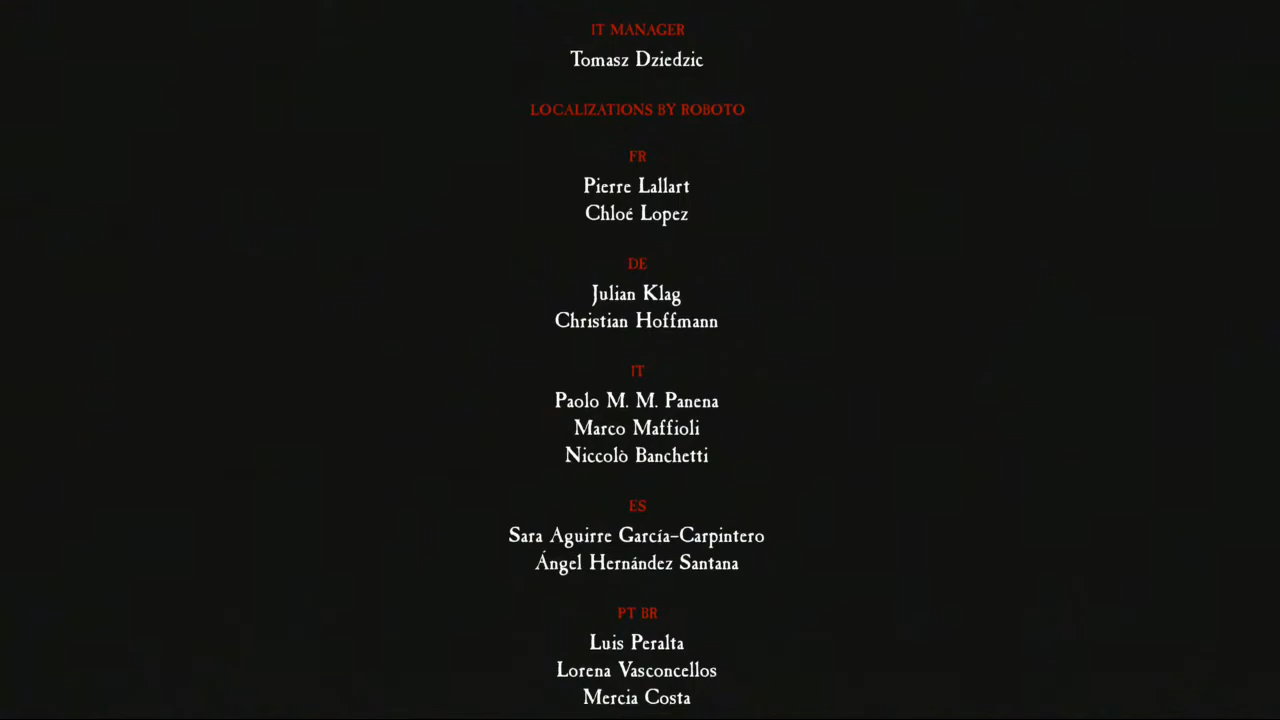 IT MANAGER
Tomasz Dziedzic
LOCALIZATIONS BY ROBOTO
FR
Pierre Lallart
Chloé Lopez
DE
Julian Klag
Christian Hoffmann
IT
Paolo M. M. Panena
Marco Maffioli
Niccolò Banchetti
ES
Sara Aguirre García-Carpintero
Ángel Hernández Santana
PT BR
Luis Peralta
Lorena Vasconcellos
Mercia Costa